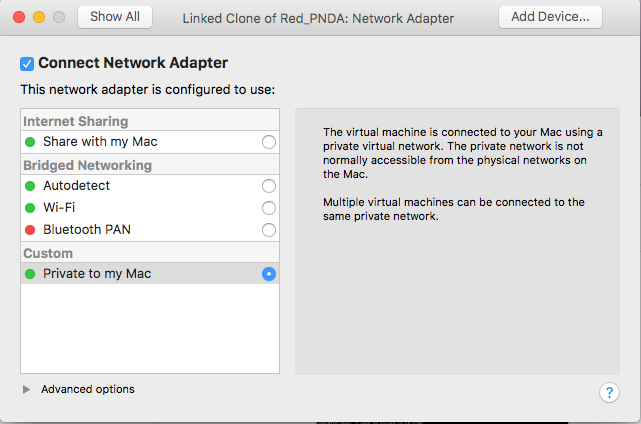 Show All
Linked Clone of Red_PNDA: Network Adapter
Add Device...
Connect Network Adapter
This network adapter is configured to use:
Internet Sharing
Share with my Mac
Bridged Networking
Autodetect
Wi-Fi
Bluetooth PAN
Custom
Private to my Mac
The virtual machine is connected to your Mac using a
private virtual network. The private network is not
normally accessible from the physical networks on
the Mac.
Multiple virtual machines can be connected to the
same private network.
Advanced options
?